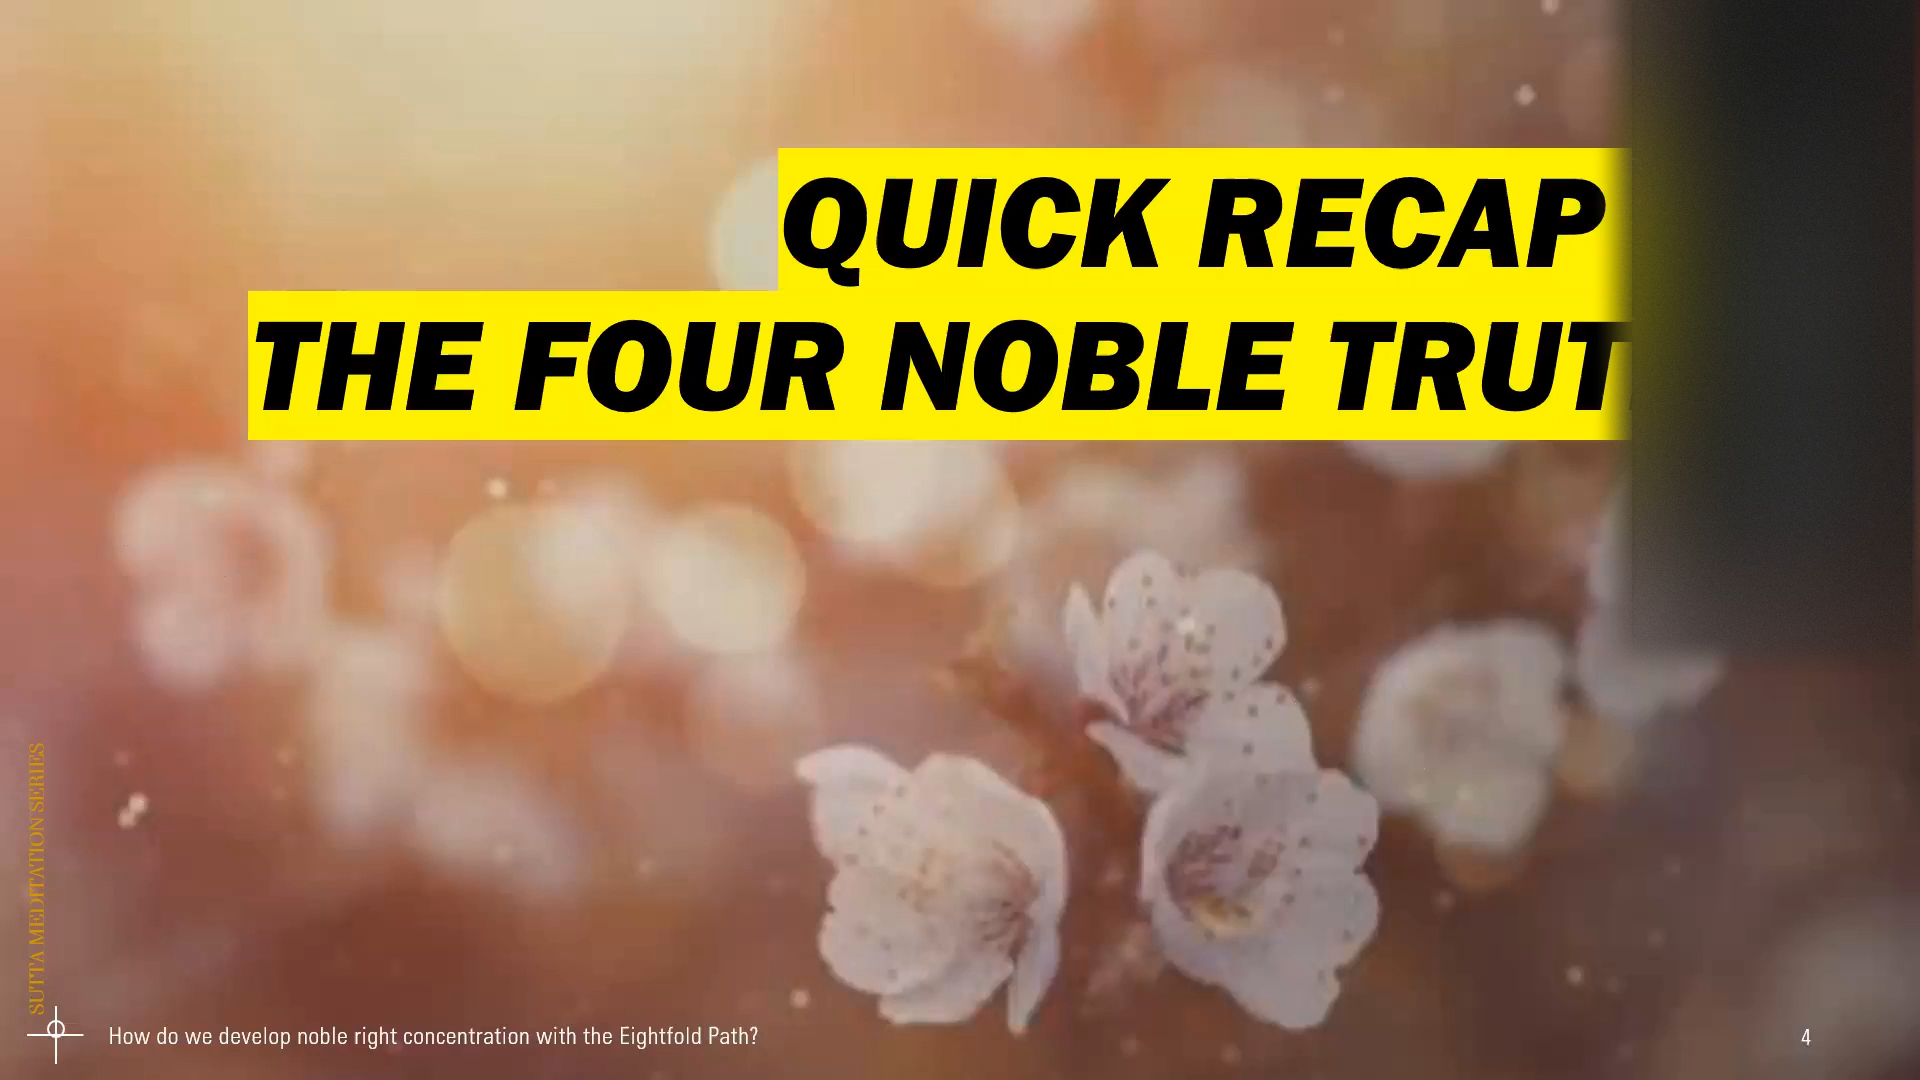 QUICK RECAP
THE FOUR NOBLE
SUTTA MEDITATION SERIES
How do we develop noble right concentration with the Eightfold Path?
4